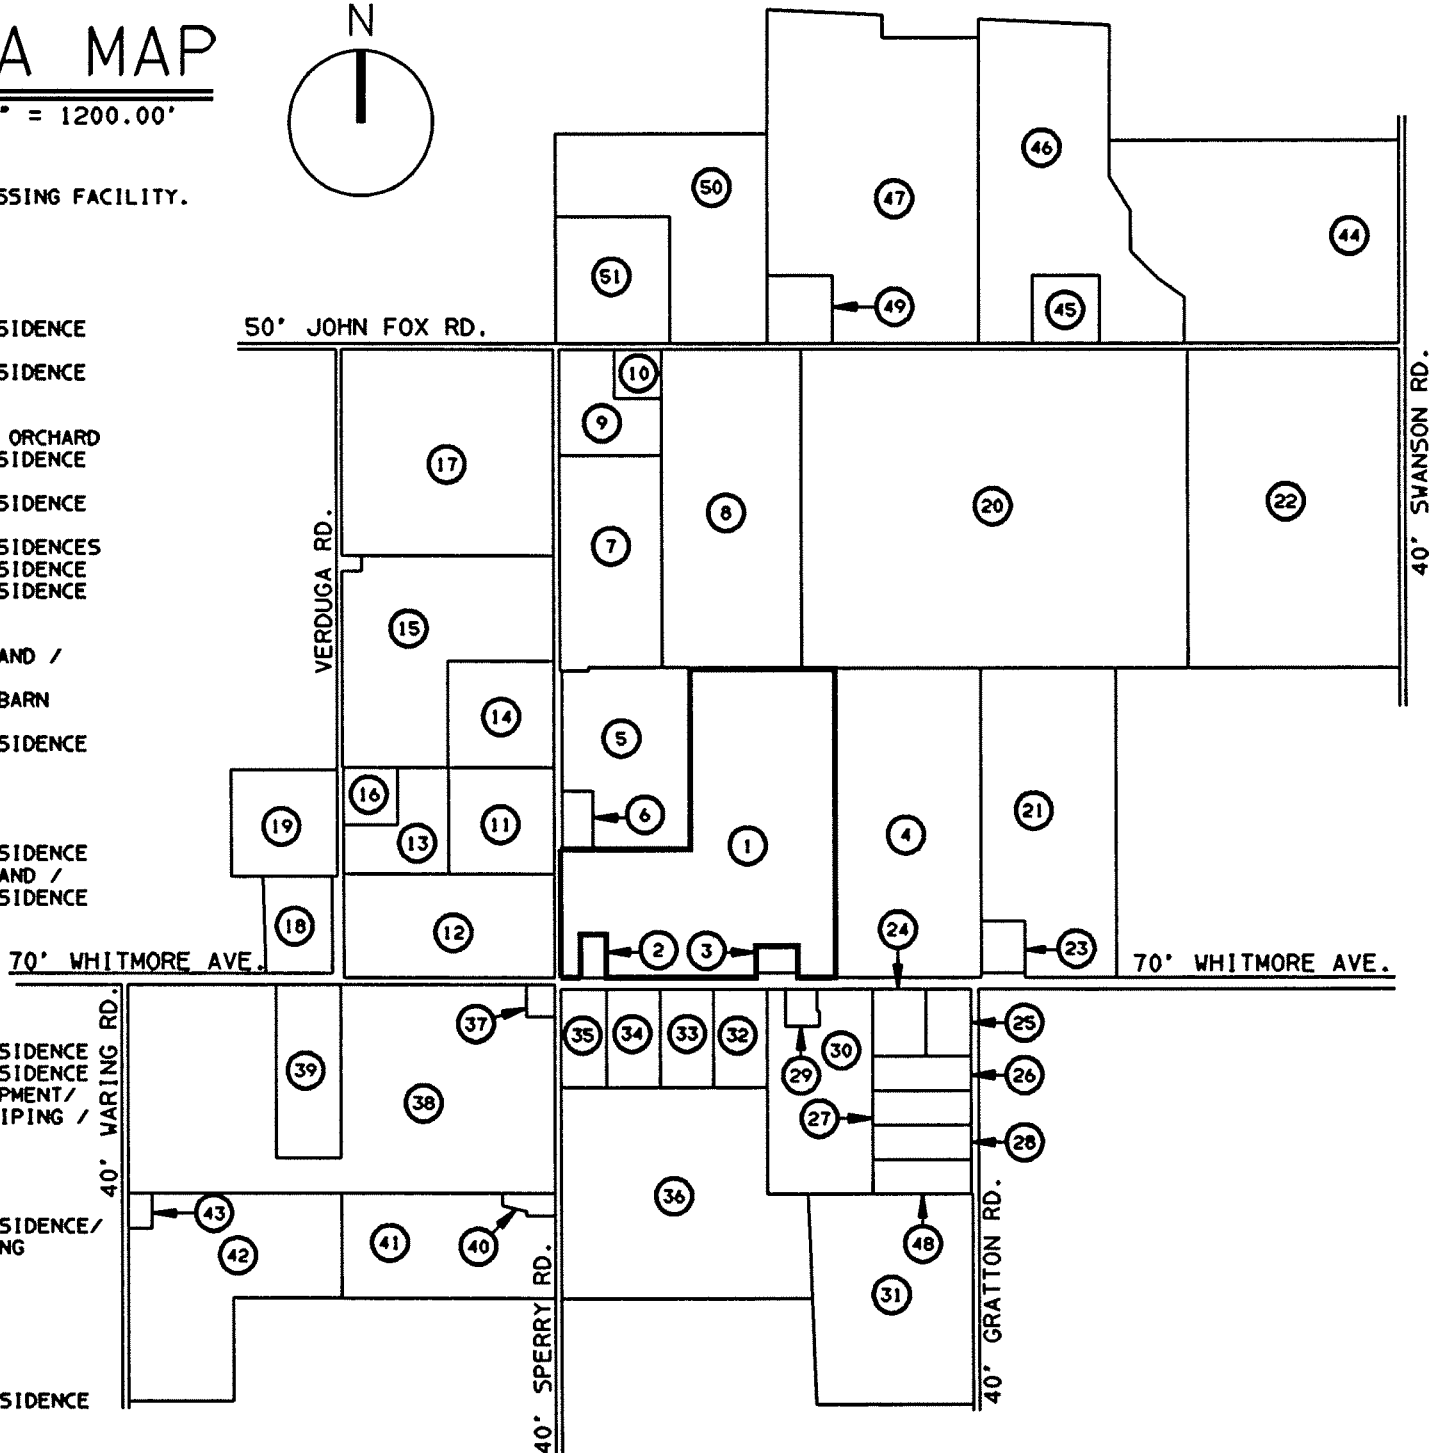 A MAP
N
" = 1200.00'
SSING FACILITY.
SIDENCE
SIDENCE
ORCHARD
SIDENCE
SIDENCE
SIDENCES
SIDENCE
SIDENCE
AND /
BARN
SIDENCE
SIDENCE
AND /
SIDENCE
SIDENCE
SIDENCE
PMENT/
IPING /
SIDENCE/
NG
SIDENCE
46
50
47
44
51
49
45
50' JOHN FOX RD.
10
9
17
8
20
22
7
40' SWANSON RD.
VERDUGA RD.
15
14
5
16
6
21
19
11
13
1
4
18
12
24
2
3
23
70' WHITMORE AVE.
70' WHITMORE AVE.
40' WARING RD.
37
35
34
33
32
25
30
39
29
26
38
27
28
36
43
42
41
40
48
31
40' SPERRY RD.
40' GRATTON RD.